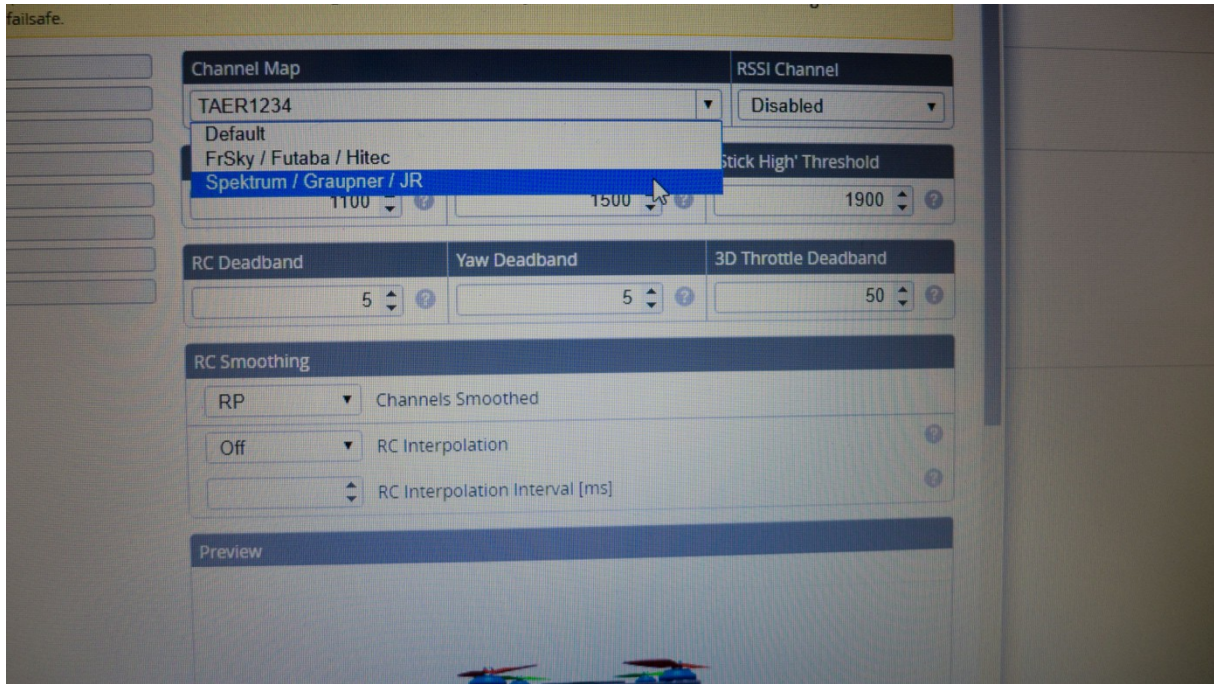 failsafe.
Channel Map
RSSI Channel
TAER1234
Disabled
Default
FrSky / Futaba / Hitec
Spektrum / Graupner / JR
Stick High' Threshold
1100
1500
1900
RC Deadband
Yaw Deadband
3D Throttle Deadband
5
5
50
RC Smoothing
RP
Channels Smoothed
Off
RC Interpolation
RC Interpolation Interval [ms]
Preview